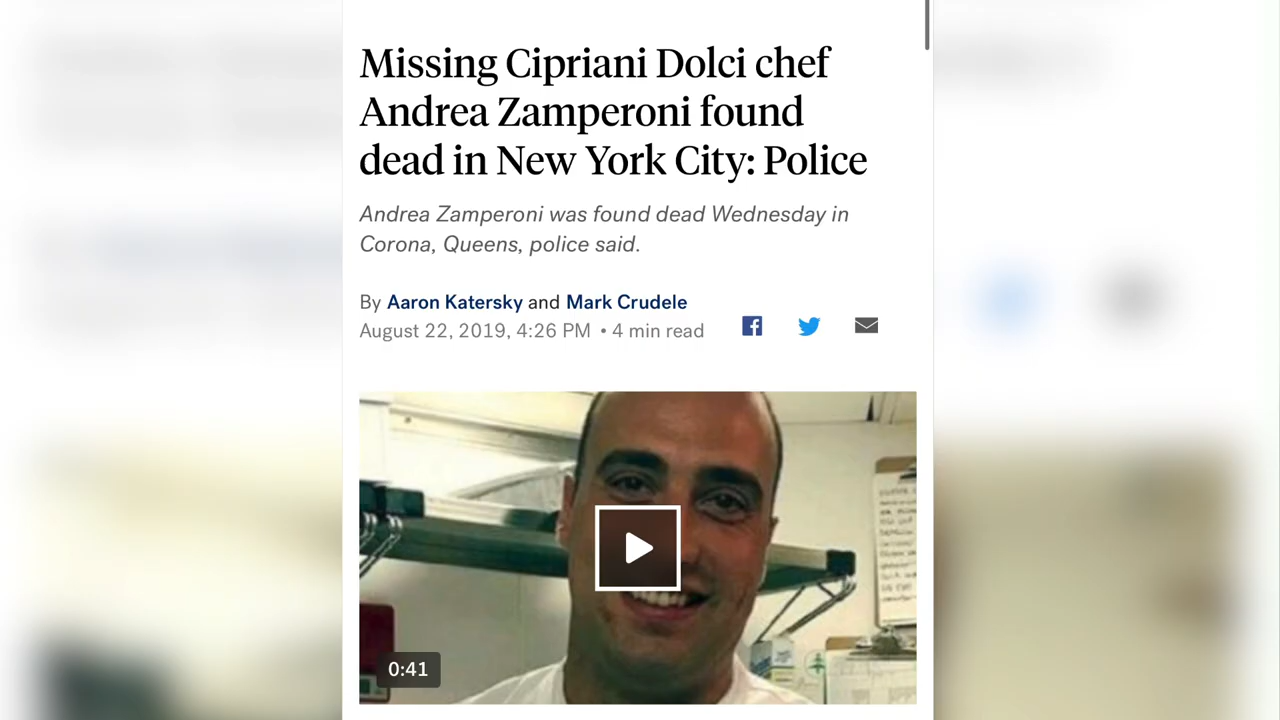 Missing Cipriani Dolci chef
Andrea Zamperoni found
dead in New York City: Police
Andrea Zamperoni was found dead Wednesday in
Corona, Queens, police said.
By Aaron Katersky and Mark Crudele
August 22, 2019, 4:26 PM • 4 min read
0:41